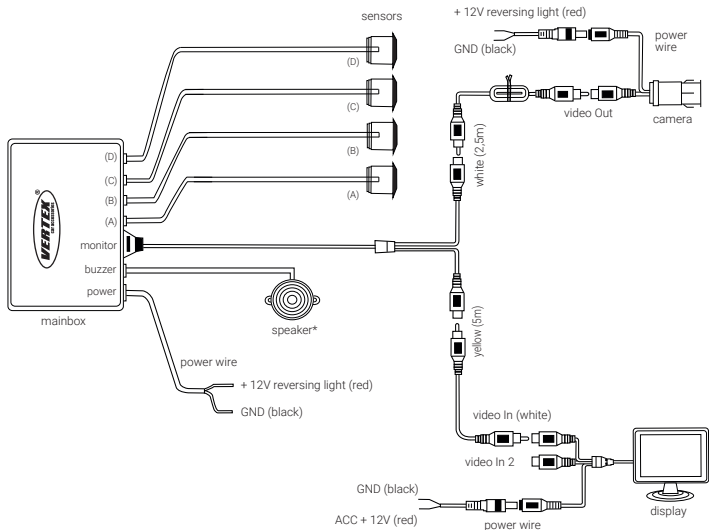 sensors
(D)
(C)
(B)
(A)
+ 12V reversing light (red)
GND (black)
power
wire
video Out
camera
white (2,5m)
(D)
(C)
(B)
(A)
monitor
buzzer
power
VERTEX
®
mainbox
speaker*
power wire
+ 12V reversing light (red)
GND (black)
yellow (5m)
video In (white)
video In 2
GND (black)
ACC + 12V (red)
power wire
display